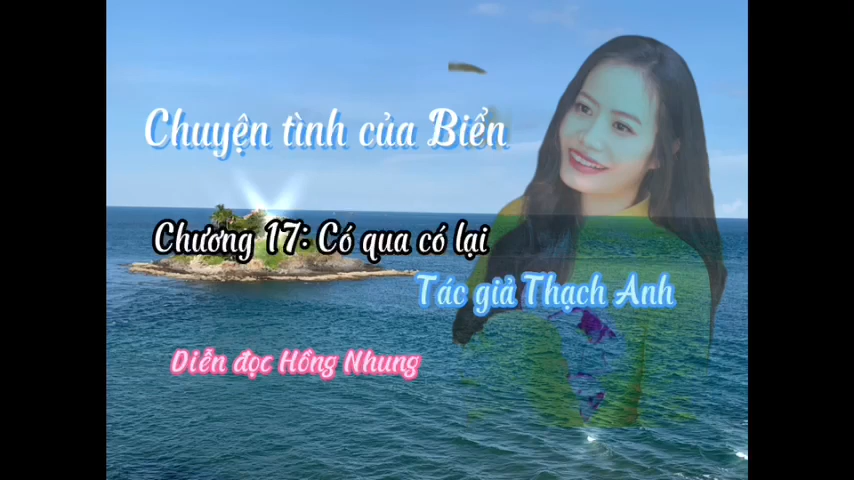 Chuyện tình của Biển
Chương 17: Có qua có lại
Tác giả Thạch Anh
Diễn đọc Hồng Nhung